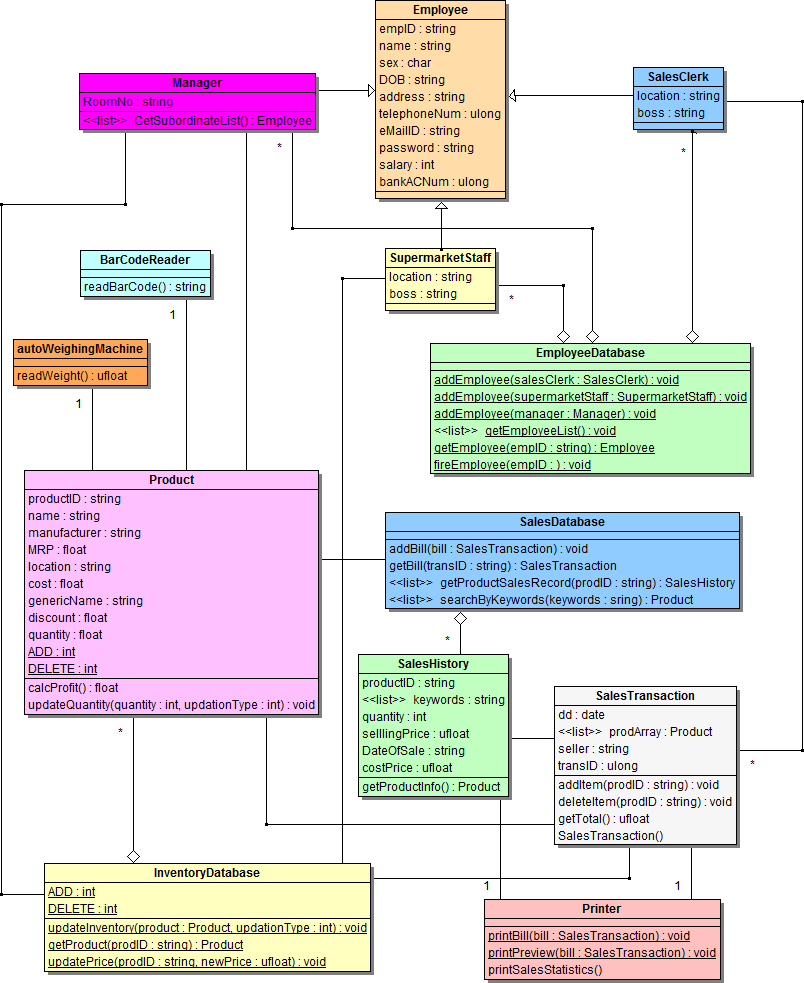 Employee
empID : string
name : string
sex : char
DOB : string
address : string
telephoneNum : ulong
eMailID : string
password : string
salary : int
bankACNum : ulong
Manager
RoomNo : string
<<list>> GetSubordinateList() : Employee
*
SalesClerk
location : string
boss : string
*
BarCodeReader
readBarCode() : string
1
SupermarketStaff
location : string
boss : string
*
autoWeighingMachine
readWeight() : ufloat
1
EmployeeDatabase
addEmployee(salesClerk : SalesClerk) : void
addEmployee(supermarketStaff : SupermarketStaff) : void
addEmployee(manager : Manager) : void
<<list>> getEmployeeList() : void
getEmployee(empID : string) : Employee
fireEmployee(empID : ) : void
Product
productID : string
name : string
manufacturer : string
MRP : float
location : string
cost : float
genericName : string
discount : float
quantity : float
ADD : int
DELETE : int
calcProfit() : float
updateQuantity(quantity : int, updationType : int) : void
*
SalesDatabase
addBill(bill : SalesTransaction) : void
getBill(transID : string) : SalesTransaction
<<list>> getProductSalesRecord(prodID : string) : SalesHistory
<<list>> searchByKeywords(keywords : sring) : Product
*
SalesHistory
productID : string
<<list>> keywords : string
quantity : int
selllingPrice : ufloat
DateOfSale : string
costPrice : ufloat
getProductInfo() : Product
SalesTransaction
dd : date
<<list>> prodArray : Product
seller : string
transID : ulong
addItem(prodID : string) : void
deleteItem(prodID : string) : void
getTotal() : ufloat
SalesTransaction()
*
InventoryDatabase
ADD : int
DELETE : int
updateInventory(product : Product, updationType : int) : void
getProduct(prodID : string) : Product
updatePrice(prodID : string, newPrice : ufloat) : void
1
1
Printer
printBill(bill : SalesTransaction) : void
printPreview(bill : SalesTransaction) : void
printSalesStatistics()